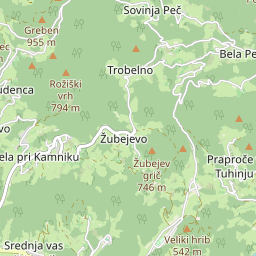 Sovinja Peč
Greben
955 m
Bela Pe
Trobelno
Rožiški
vrh
794 m
udenca
vo
Žubejevo
ela pri Kamniku
Žubejev
grič
746 m
Praproče
Tuhinju
Srednja vas
Veliki hrib
542 m